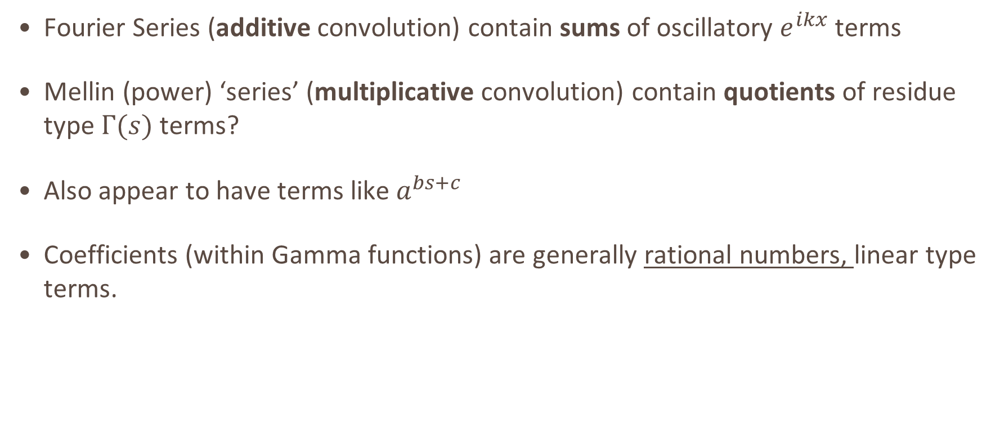 • Fourier Series (additive convolution) contain sums of oscillatory $e^{ikx}$ terms
• Mellin (power) ‘series’ (multiplicative convolution) contain quotients of residue
type $\Gamma(s)$ terms?
• Also appear to have terms like $a^{bs+c}$
• Coefficients (within Gamma functions) are generally rational numbers, linear type
terms.